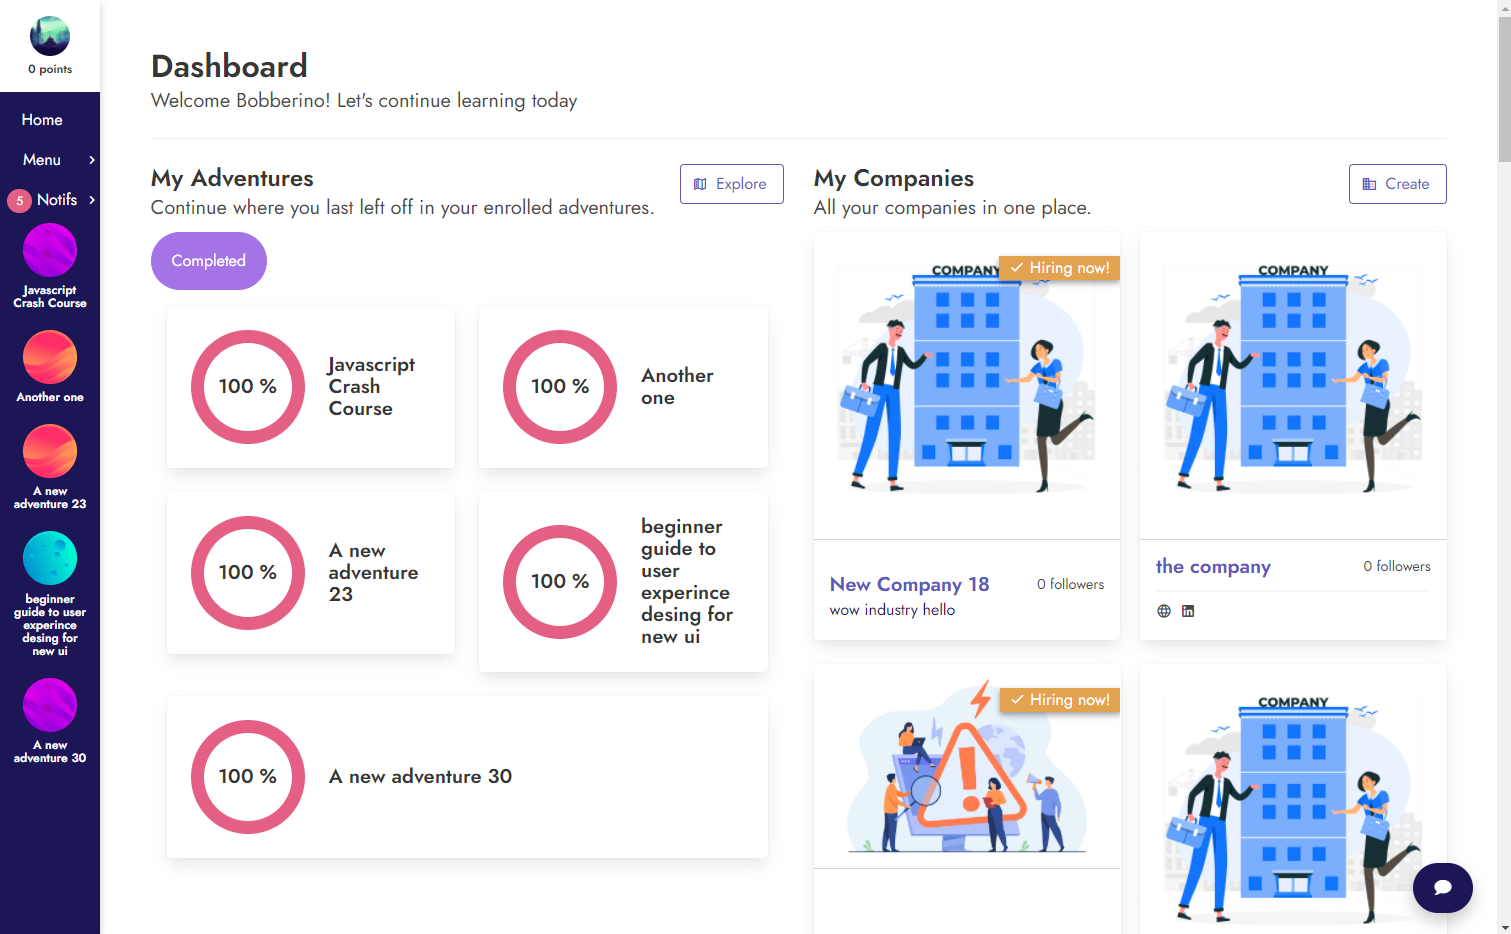 0 points
Home
Menu
5 Notifs
Javascript
Crash Course
Another one
A new
adventure 23
beginner
guide to user
experince
desing for
new ui
A new
adventure 30
Dashboard
Welcome Bobberino! Let's continue learning today
My Adventures
Continue where you last left off in your enrolled adventures.
Explore
Completed
100 %
Javascript
Crash
Course
100 %
Another
one
100 %
A new
adventure
23
100 %
beginner
guide to
user
experince
desing for
new ui
100 %
A new adventure 30
My Companies
All your companies in one place.
Create
COMPANY
Hiring now!
New Company 18
0 followers
wow industry hello
COMPANY
the company
0 followers
Hiring now!
COMPANY